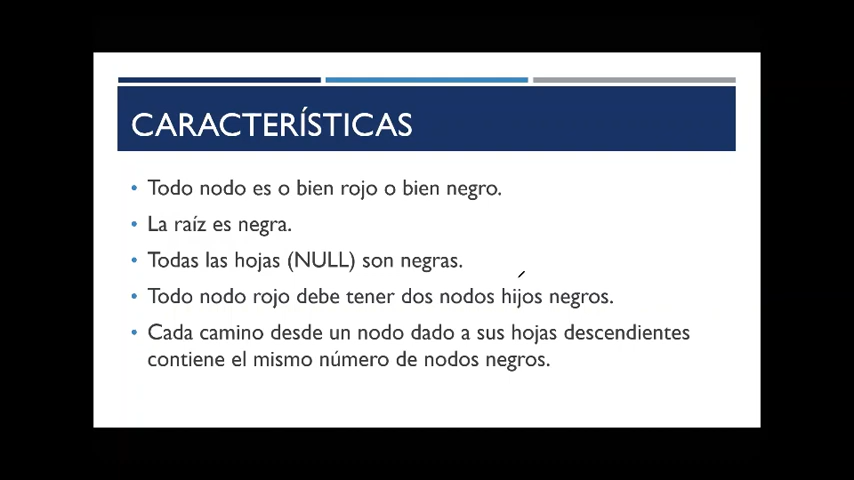 CARACTERÍSTICAS
• Todo nodo es o bien rojo o bien negro.
• La raíz es negra.
• Todas las hojas (NULL) son negras.
• Todo nodo rojo debe tener dos nodos hijos negros.
• Cada camino desde un nodo dado a sus hojas descendientes
contiene el mismo número de nodos negros.